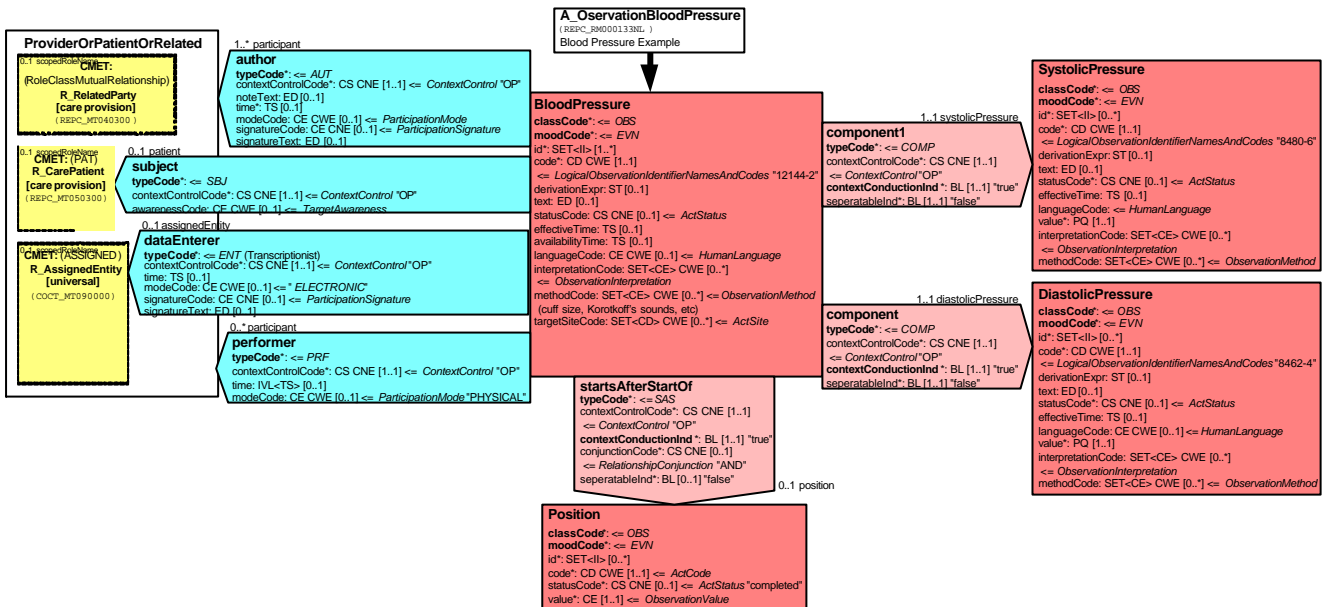 A_OservationBloodPressure
(REPC_RM000133NL )
Blood Pressure Example
ProviderOrPatientOrRelated
0..1 scopedRoleName
CMET:
(RoleClassMutualRelationship)
R_RelatedParty
[care provision]
(REPC_MT040300 )
0..1 scopedRoleName
CMET: (PAT)
R_CarePatient
[care provision]
(REPC_MT050300 )
0..1 scopedRoleName
CMET: (ASSIGNED)
R_AssignedEntity
[universal]
(COCT_MT090000 )
1..* participant
author
typeCode*: <= AUT
contextControlCode*: CS CNE [1..1] <= ContextControl "OP"
noteText: ED [0..1]
time*: TS [0..1]
modeCode: CE CWE [0..1] <= ParticipationMode
signatureCode: CE CNE [0..1] <= ParticipationSignature
signatureText: ED [0..1]
0..1 patient
subject
typeCode*: <= SBJ
contextControlCode*: CS CNE [1..1] <= ContextControl "OP"
awarenessCode: CE CWE [0..1] <= TargetAwareness
0..1 assignedEntity
dataEnterer
typeCode*: <= ENT (Transcriptionist)
contextControlCode*: CS CNE [1..1] <= ContextControl "OP"
time: TS [0..1]
modeCode: CE CWE [0..1] <= " ELECTRONIC"
signatureCode: CE CNE [0..1] <= ParticipationSignature
signatureText: ED [0..1]
0..* participant
performer
typeCode*: <= PRF
contextControlCode*: CS CNE [1..1] <= ContextControl "OP"
time: IVL<TS> [0..1]
modeCode: CE CWE [0..1] <= ParticipationMode "PHYSICAL"
BloodPressure
classCode*: <= OBS
moodCode*: <= EVN
id*: SET<II> [1..*]
code*: CD CWE [1..1]
<= LogicalObservationIdentifierNamesAndCodes "12144-2"
derivationExpr: ST [0..1]
text: ED [0..1]
statusCode: CS CNE [0..1] <= ActStatus
effectiveTime: TS [0..1]
availabilityTime: TS [0..1]
languageCode: CE CWE [0..1] <= HumanLanguage
interpretationCode: SET<CE> CWE [0..*]
<= ObservationInterpretation
methodCode: SET<CE> CWE [0..*] <= ObservationMethod
(cuff size, Korotkoff's sounds, etc)
targetSiteCode: SET<CD> CWE [0..*] <= ActSite
1..1 systolicPressure
component1
typeCode*: <= COMP
contextControlCode*: CS CNE [1..1]
<= ContextControl "OP"
contextConductionInd*: BL [1..1] "true"
seperatableInd*: BL [1..1] "false"
1..1 diastolicPressure
component
typeCode*: <= COMP
contextControlCode*: CS CNE [1..1]
<= ContextControl "OP"
contextConductionInd*: BL [1..1] "true"
seperatableInd*: BL [1..1] "false"
SystolicPressure
classCode*: <= OBS
moodCode*: <= EVN
id*: SET<II> [0..*]
code*: CD CWE [1..1]
<= LogicalObservationIdentifierNamesAndCodes "8480-6"
derivationExpr: ST [0..1]
text: ED [0..1]
statusCode*: CS CNE [0..1] <= ActStatus
effectiveTime: TS [0..1]
languageCode: <= HumanLanguage
value*: PQ [1..1]
interpretationCode: SET<CE> CWE [0..*]
<= ObservationInterpretation
methodCode: SET<CE> CWE [0..*] <= ObservationMethod
DiastolicPressure
classCode*: <= OBS
moodCode*: <= EVN
id*: SET<II> [0..*]
code*: CD CWE [1..1]
<= LogicalObservationIdentifierNamesAndCodes "8462-4"
derivationExpr: ST [0..1]
text: ED [0..1]
statusCode*: CS CNE [0..1] <= ActStatus
effectiveTime: TS [0..1]
languageCode: CE CWE [0..1] <= HumanLanguage
value*: PQ [1..1]
interpretationCode: SET<CE> CWE [0..*]
<= ObservationInterpretation
methodCode: SET<CE> CWE [0..*] <= ObservationMethod
startsAfterStartOf
typeCode*: <= SAS
contextControlCode*: CS CNE [1..1]
<= ContextControl "OP"
contextConductionInd *: BL [1..1] "true"
conjunctionCode*: CS CNE [0..1]
<= RelationshipConjunction "AND"
seperatableInd*: BL [0..1] "false"
0..1 position
Position
classCode*: <= OBS
moodCode*: <= EVN
id*: SET<II> [0..*]
code*: CD CWE [1..1] <= ActCode
statusCode*: CS CNE [0..1] <= ActStatus "completed"
value*: CE [1..1] <= ObservationValue